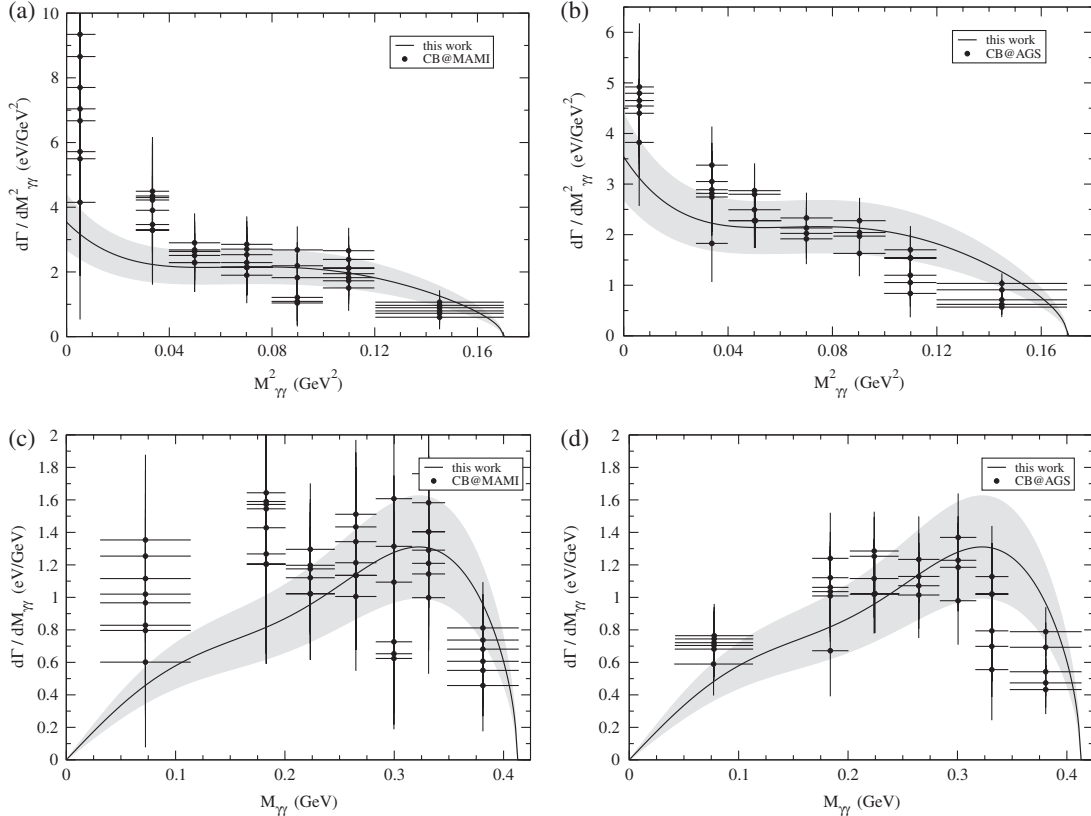 (a)
10
8
6
4
2
0
dΓ / dM²γγ (eV/GeV²)
this work
CB@MAMI
0
0.04
0.08
0.12
0.16
M²γγ (GeV²)
(b)
6
5
4
3
2
1
0
dΓ / dM²γγ (eV/GeV²)
this work
CB@AGS
0
0.04
0.08
0.12
0.16
M²γγ (GeV²)
(c)
2
1.8
1.6
1.4
1.2
1
0.8
0.6
0.4
0.2
0
dΓ / dMγγ (eV/GeV)
this work
CB@MAMI
0
0.1
0.2
0.3
0.4
Mγγ (GeV)
(d)
2
1.8
1.6
1.4
1.2
1
0.8
0.6
0.4
0.2
0
dΓ / dMγγ (eV/GeV)
this work
CB@AGS
0
0.1
0.2
0.3
0.4
Mγγ (GeV)